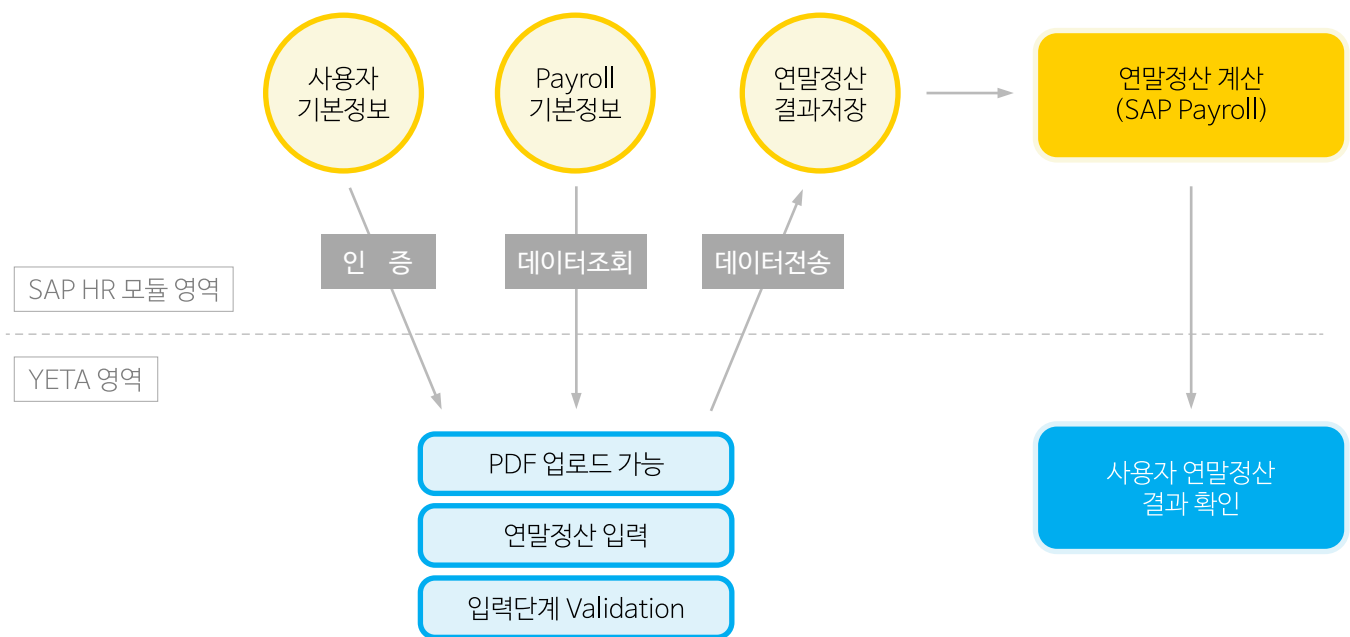 사용자
기본정보
Payroll
기본정보
연말정산
결과저장
연말정산 계산
(SAP Payroll)
인 증
데이터조회
데이터전송
SAP HR 모듈 영역
YETA 영역
PDF 업로드 가능
연말정산 입력
입력단계 Validation
사용자 연말정산
결과 확인